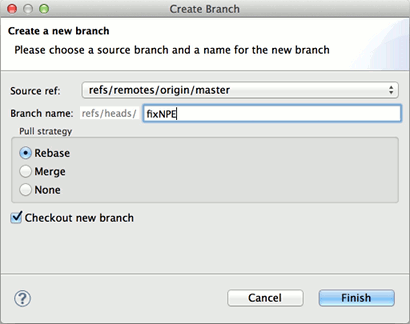 Create Branch
Create a new branch
Please choose a source branch and a name for the new branch
Source ref: refs/remotes/origin/master
Branch name: refs/heads/ fixNPE
Pull strategy
Rebase
Merge
None
Checkout new branch
? Cancel Finish